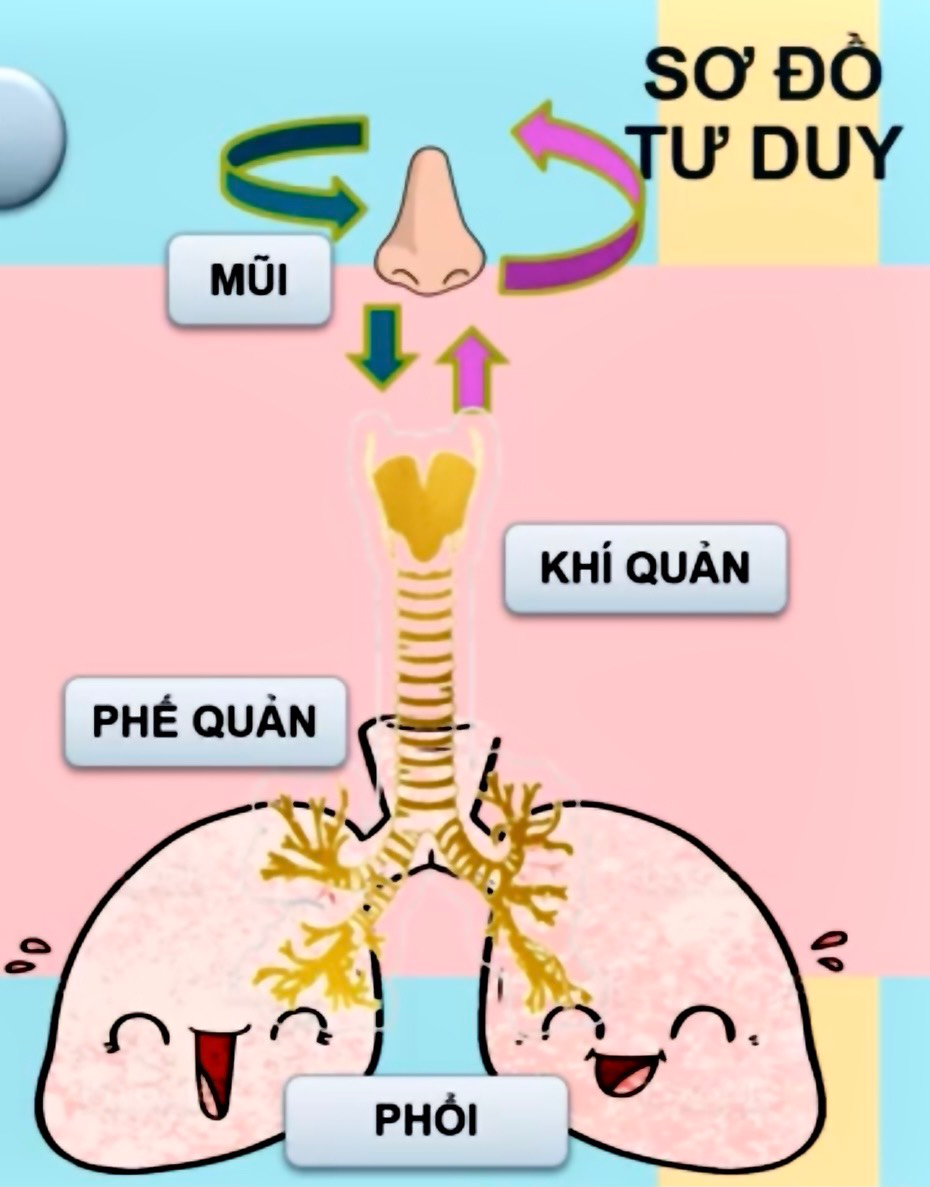 SƠ ĐỒ
TƯ DUY
MŨI
KHÍ QUẢN
PHẾ QUẢN
PHỔI